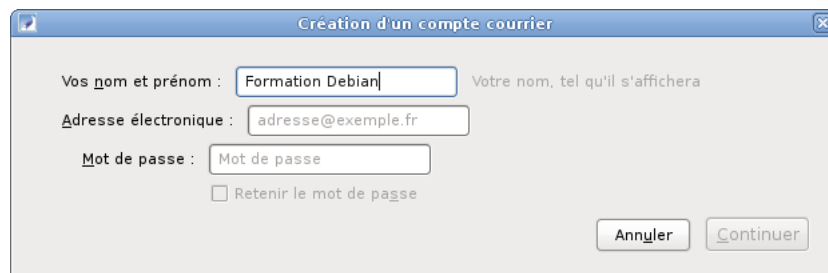 Création d'un compte courrier
Vos nom et prénom : Formation Debian Votre nom, tel qu'il s'affichera
Adresse électronique : adresse@exemple.fr
Mot de passe : Mot de passe
Retenir le mot de passe
Annuler Continuer